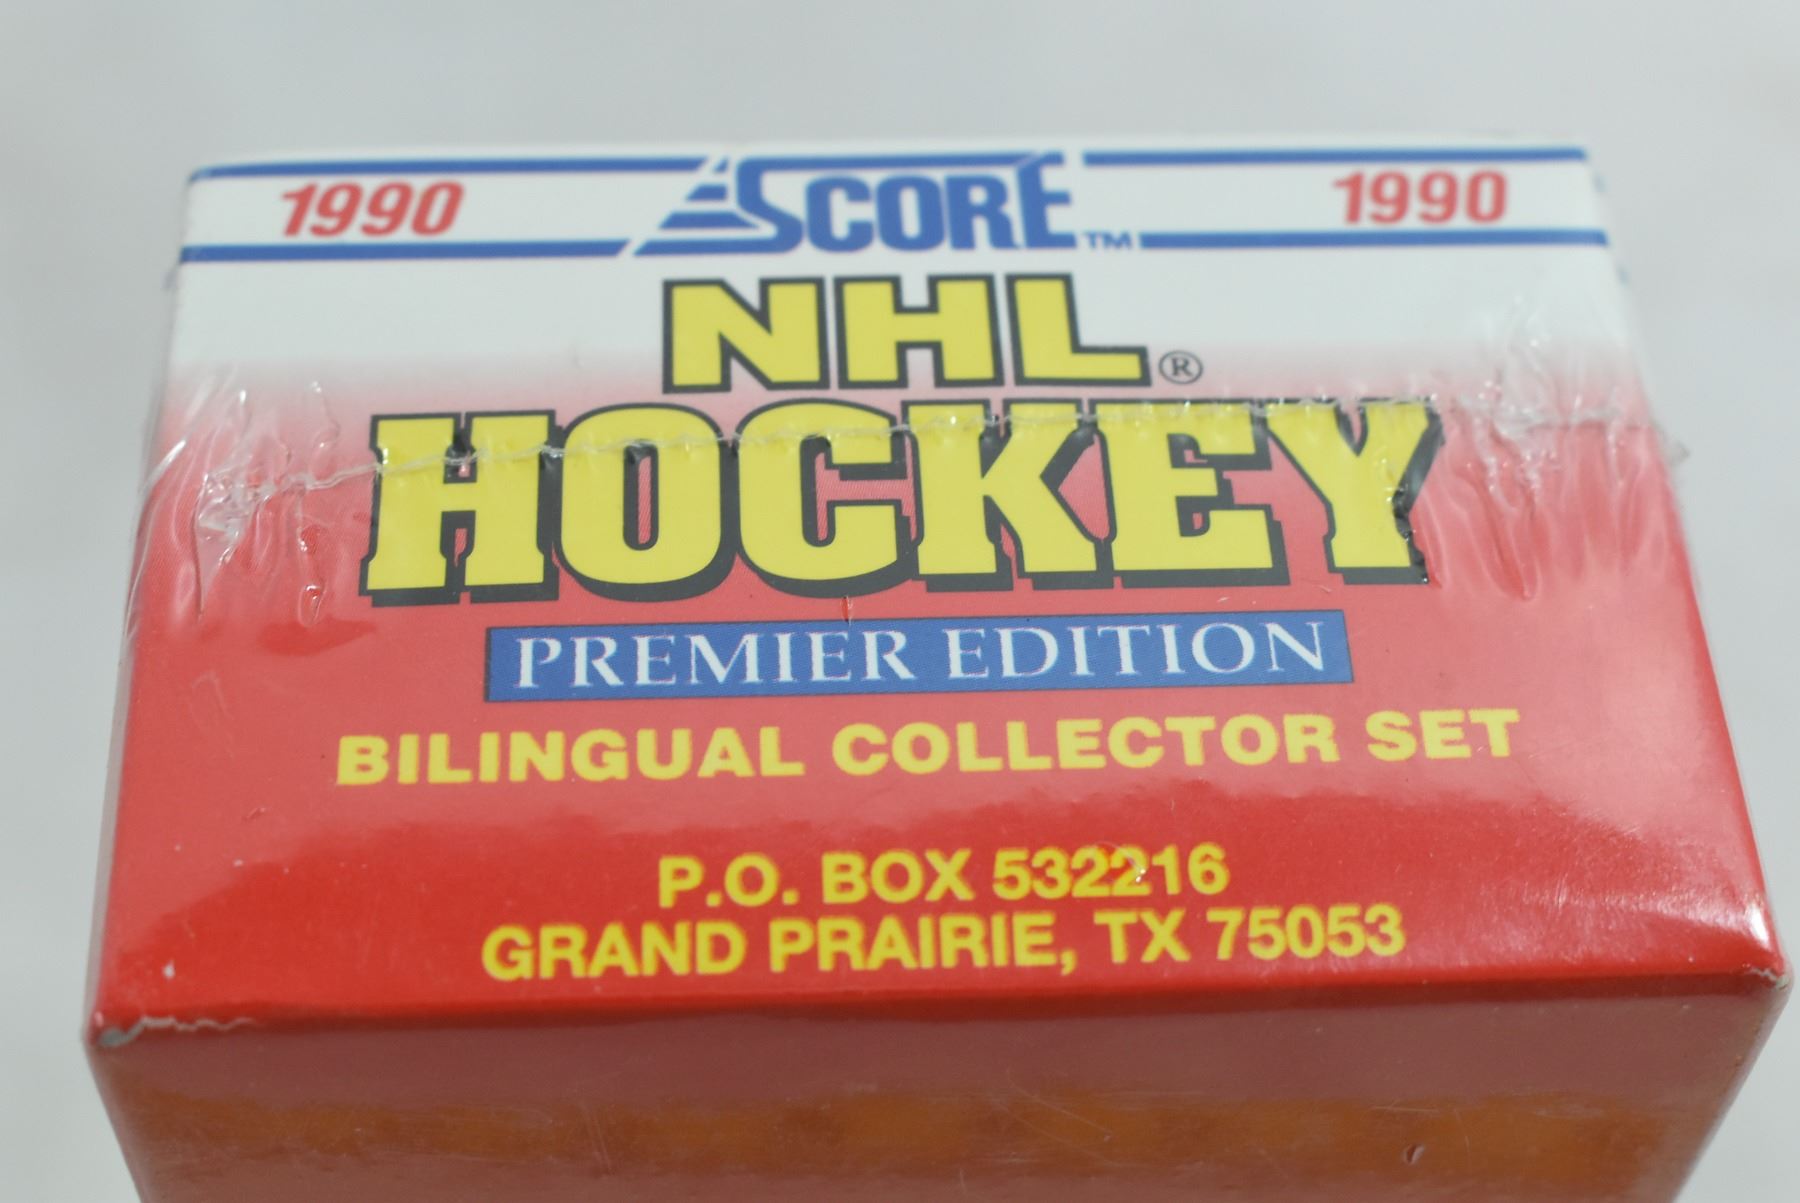 1990 SCORE™ 1990
NHL®
HOCKEY
PREMIER EDITION
BILINGUAL COLLECTOR SET
P.O. BOX 532216
GRAND PRAIRIE, TX 75053